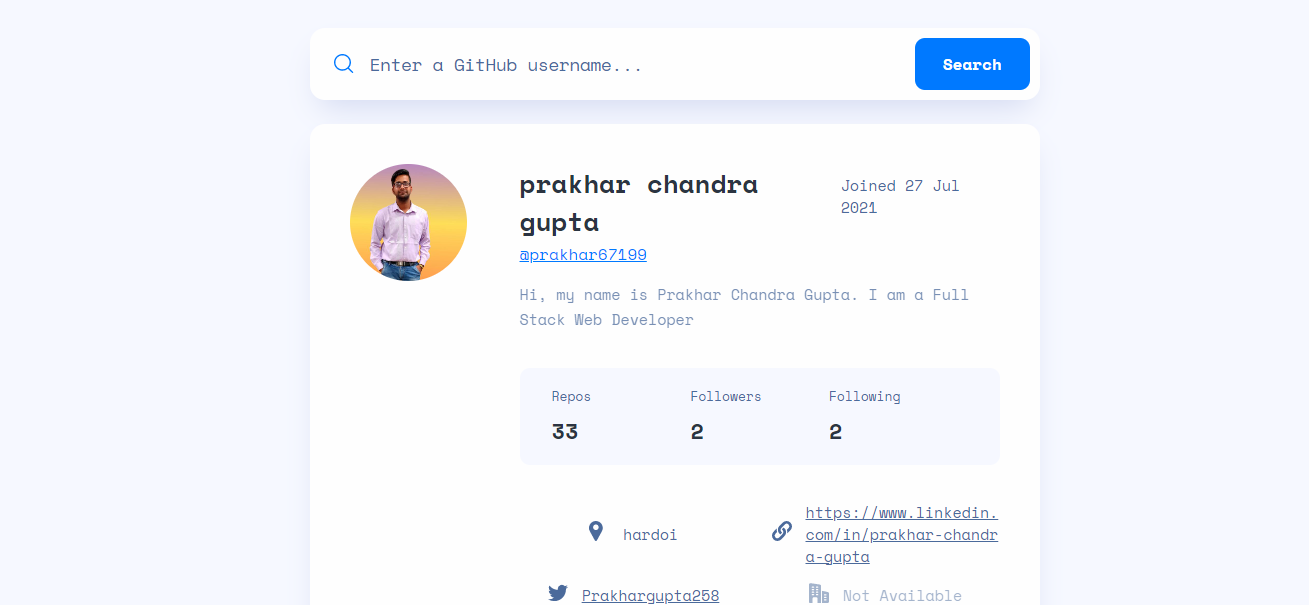 Enter a GitHub username...
Search
prakhar chandra
gupta
Joined 27 Jul
2021
@prakhar67199
Hi, my name is Prakhar Chandra Gupta. I am a Full
Stack Web Developer
Repos
Followers
Following
33
2
2
hardoi
https://www.linkedin.
com/in/prakhar-chandr
a-gupta
Prakhargupta258
Not Available